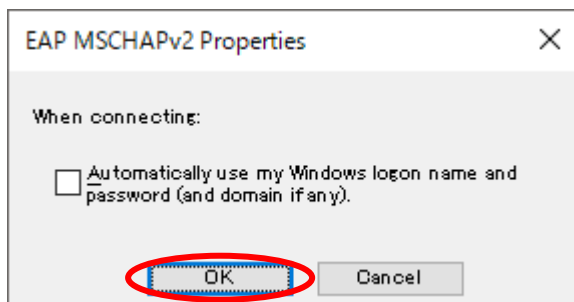 EAP MSCHAPv2 Properties
When connecting:
Automatically use my Windows logon name and
password (and domain if any).
OK
Cancel